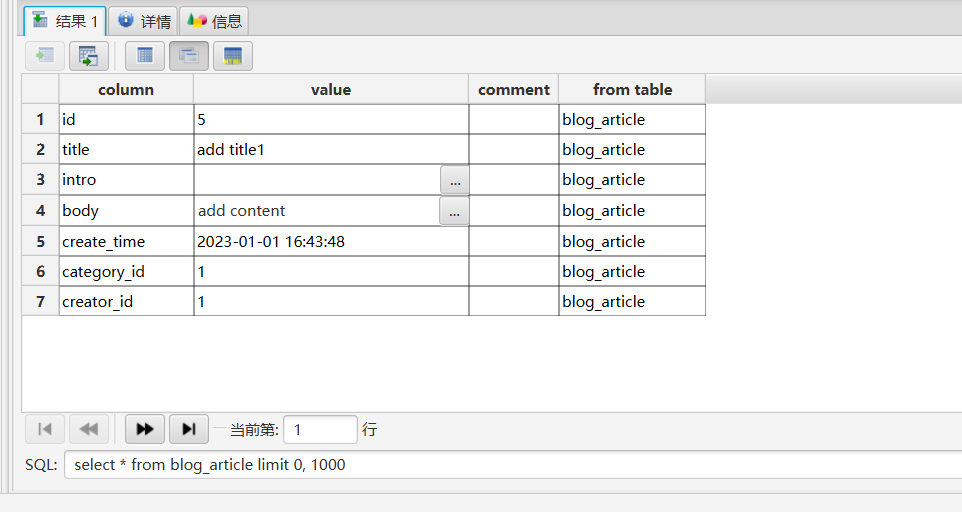 结果 1 详情 信息
column value comment from table
1 id 5 blog_article
2 title add title1 blog_article
3 intro ... blog_article
4 body add content ... blog_article
5 create_time 2023-01-01 16:43:48 blog_article
6 category_id 1 blog_article
7 creator_id 1 blog_article
当前第: 1 行
SQL: select * from blog_article limit 0, 1000